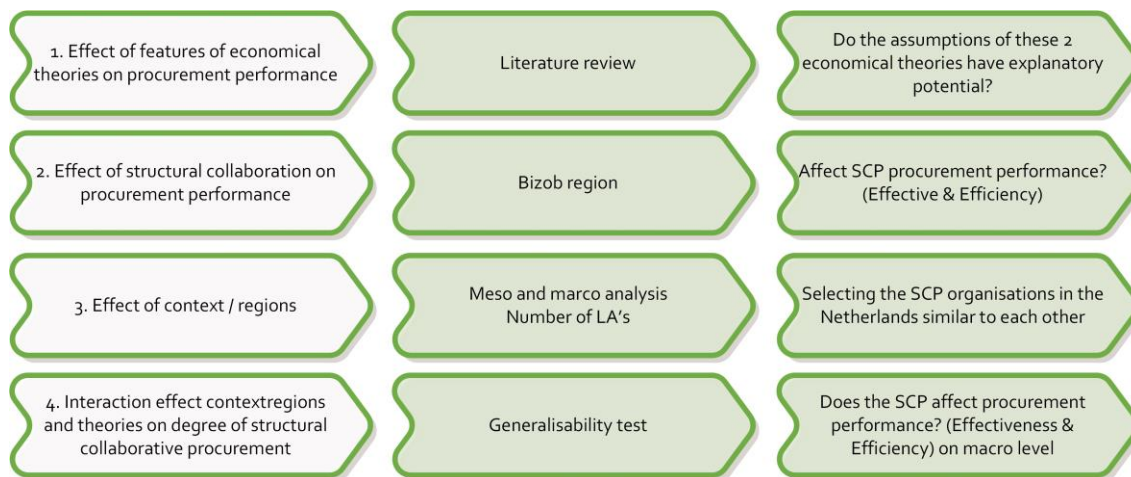 1. Effect of features of economical
theories on procurement performance
Literature review
Do the assumptions of these 2
economical theories have explanatory
potential?
2. Effect of structural collaboration on
procurement performance
Bizob region
Affect SCP procurement performance?
(Effective & Efficiency)
3. Effect of context / regions
Meso and marco analysis
Number of LA's
Selecting the SCP organisations in the
Netherlands similar to each other
4. Interaction effect contextregions
and theories on degree of structural
collaborative procurement
Generalisability test
Does the SCP affect procurement
performance? (Effectiveness &
Efficiency) on macro level